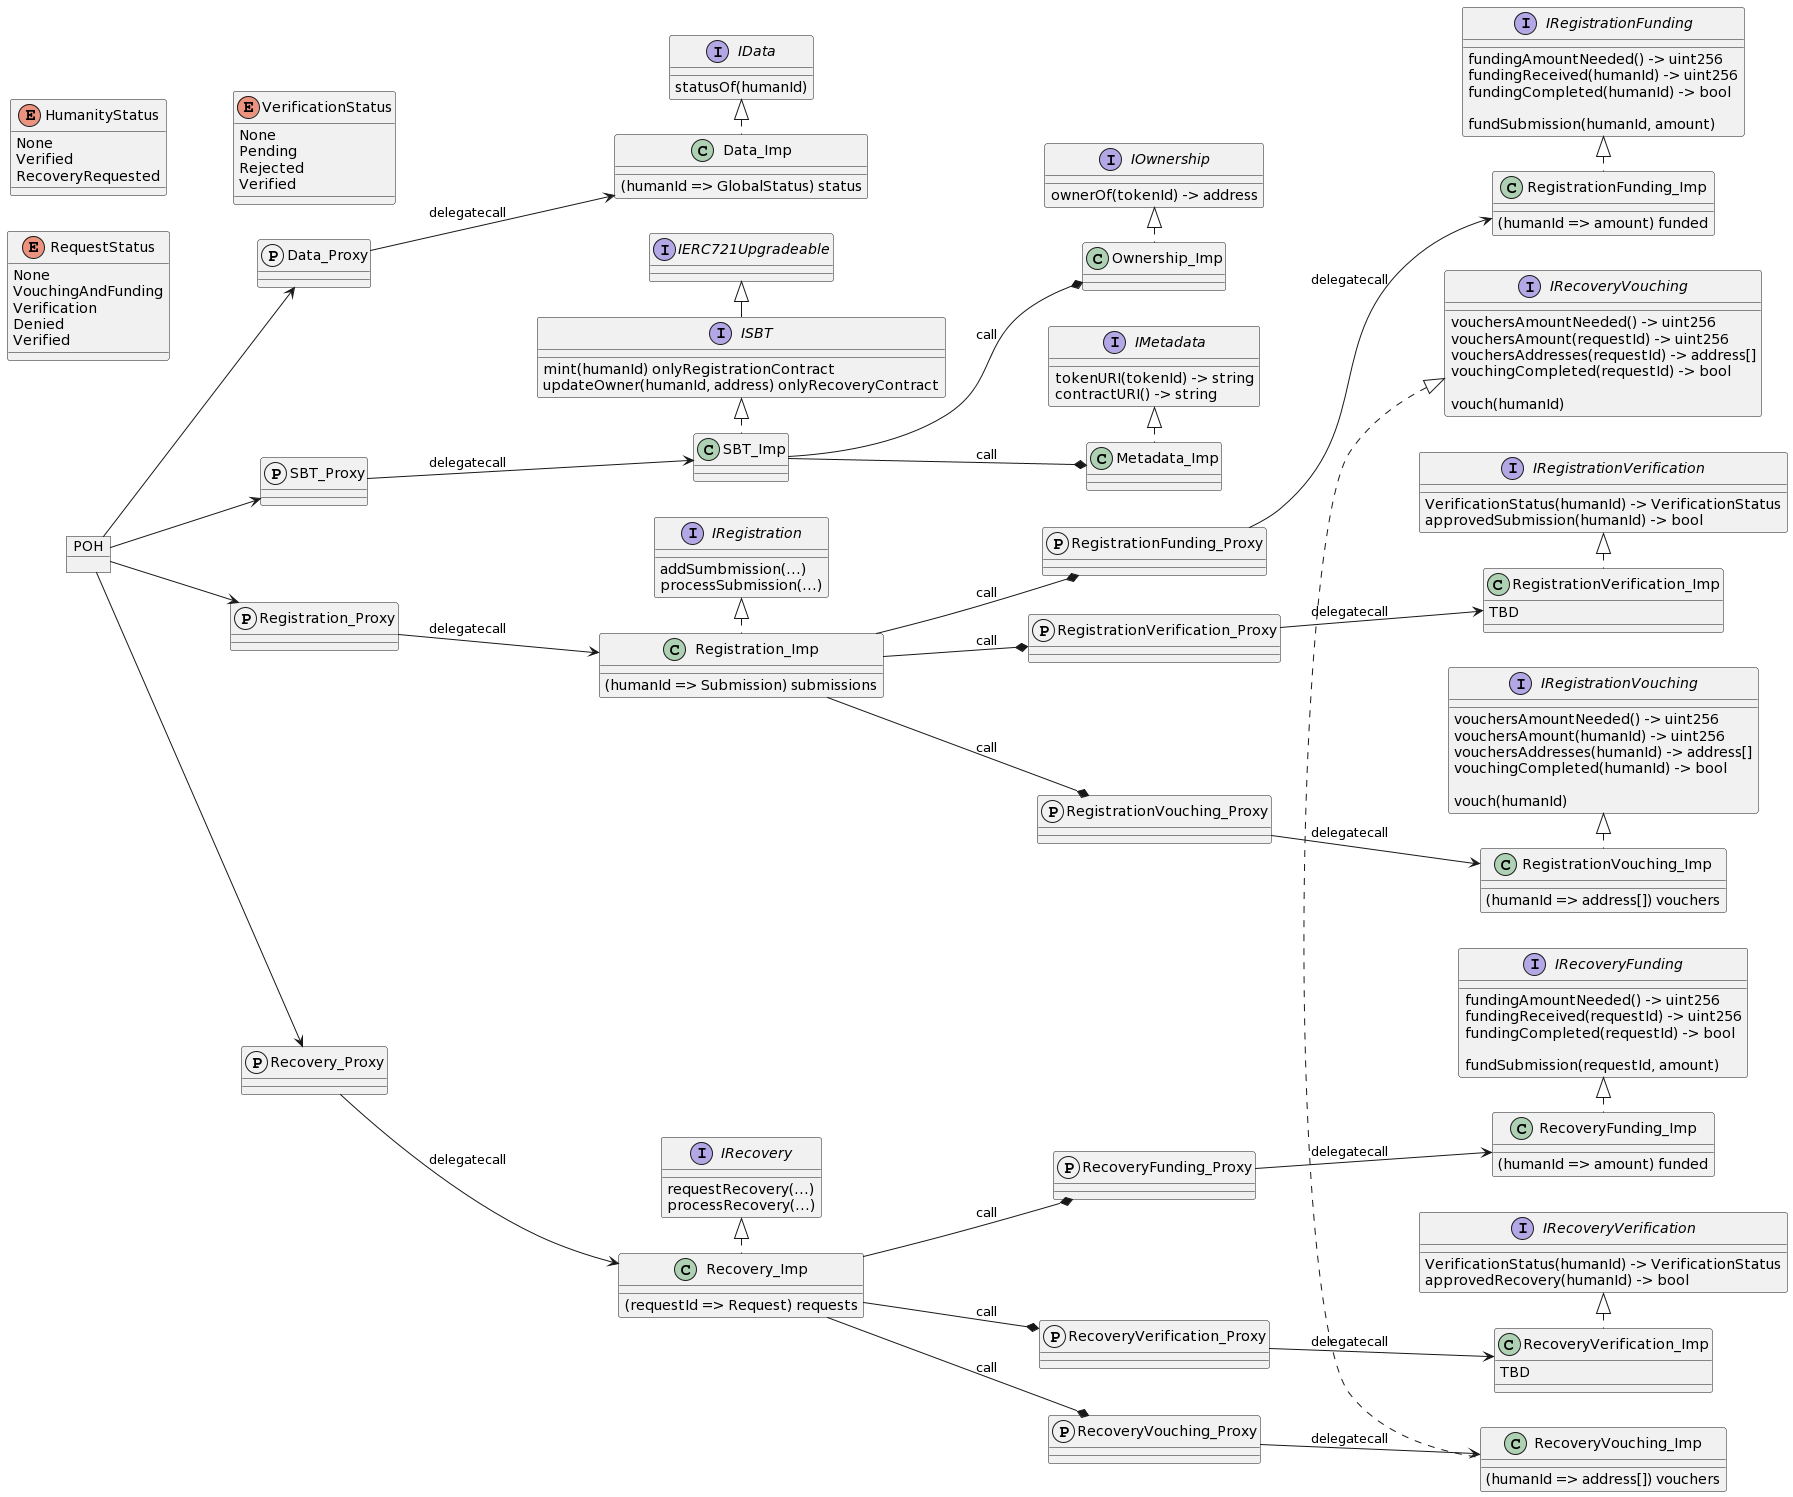 E HumanityStatus
None
Verified
RecoveryRequested
E RequestStatus
None
VouchingAndFunding
Verification
Denied
Verified
E VerificationStatus
None
Pending
Rejected
Verified
POH
P Data_Proxy
P SBT_Proxy
P Registration_Proxy
P Recovery_Proxy
delegatecall
delegatecall
delegatecall
delegatecall
I IData
statusOf(humanId)
C Data_Imp
(humanId => GlobalStatus) status
I IERC721Upgradeable
I ISBT
mint(humanId) onlyRegistrationContract
updateOwner(humanId, address) onlyRecoveryContract
C SBT_Imp
I IRegistration
addSumbmission(...)
processSubmission(...)
C Registration_Imp
(humanId => Submission) submissions
I IRecovery
requestRecovery(...)
processRecovery(...)
C Recovery_Imp
(requestId => Request) requests
call
call
call
call
call
call
call
call
I IOwnership
ownerOf(tokenId) -> address
C Ownership_Imp
I IMetadata
tokenURI(tokenId) -> string
contractURI() -> string
C Metadata_Imp
P RegistrationFunding_Proxy
P RegistrationVerification_Proxy
P RegistrationVouching_Proxy
P RecoveryFunding_Proxy
P RecoveryVerification_Proxy
P RecoveryVouching_Proxy
delegatecall
delegatecall
delegatecall
delegatecall
delegatecall
delegatecall
I IRegistrationFunding
fundingAmountNeeded() -> uint256
fundingReceived(humanId) -> uint256
fundingCompleted(humanId) -> bool
fundSubmission(humanId, amount)
C RegistrationFunding_Imp
(humanId => amount) funded
I IRecoveryVouching
vouchersAmountNeeded() -> uint256
vouchersAmount(requestId) -> uint256
vouchersAddresses(requestId) -> address[]
vouchingCompleted(requestId) -> bool
vouch(humanId)
I IRegistrationVerification
VerificationStatus(humanId) -> VerificationStatus
approvedSubmission(humanId) -> bool
C RegistrationVerification_Imp
TBD
I IRegistrationVouching
vouchersAmountNeeded() -> uint256
vouchersAmount(humanId) -> uint256
vouchersAddresses(humanId) -> address[]
vouchingCompleted(humanId) -> bool
vouch(humanId)
C RegistrationVouching_Imp
(humanId => address[]) vouchers
I IRecoveryFunding
fundingAmountNeeded() -> uint256
fundingReceived(requestId) -> uint256
fundingCompleted(requestId) -> bool
fundSubmission(requestId, amount)
C RecoveryFunding_Imp
(humanId => amount) funded
I IRecoveryVerification
VerificationStatus(humanId) -> VerificationStatus
approvedRecovery(humanId) -> bool
C RecoveryVerification_Imp
TBD
C RecoveryVouching_Imp
(humanId => address[]) vouchers